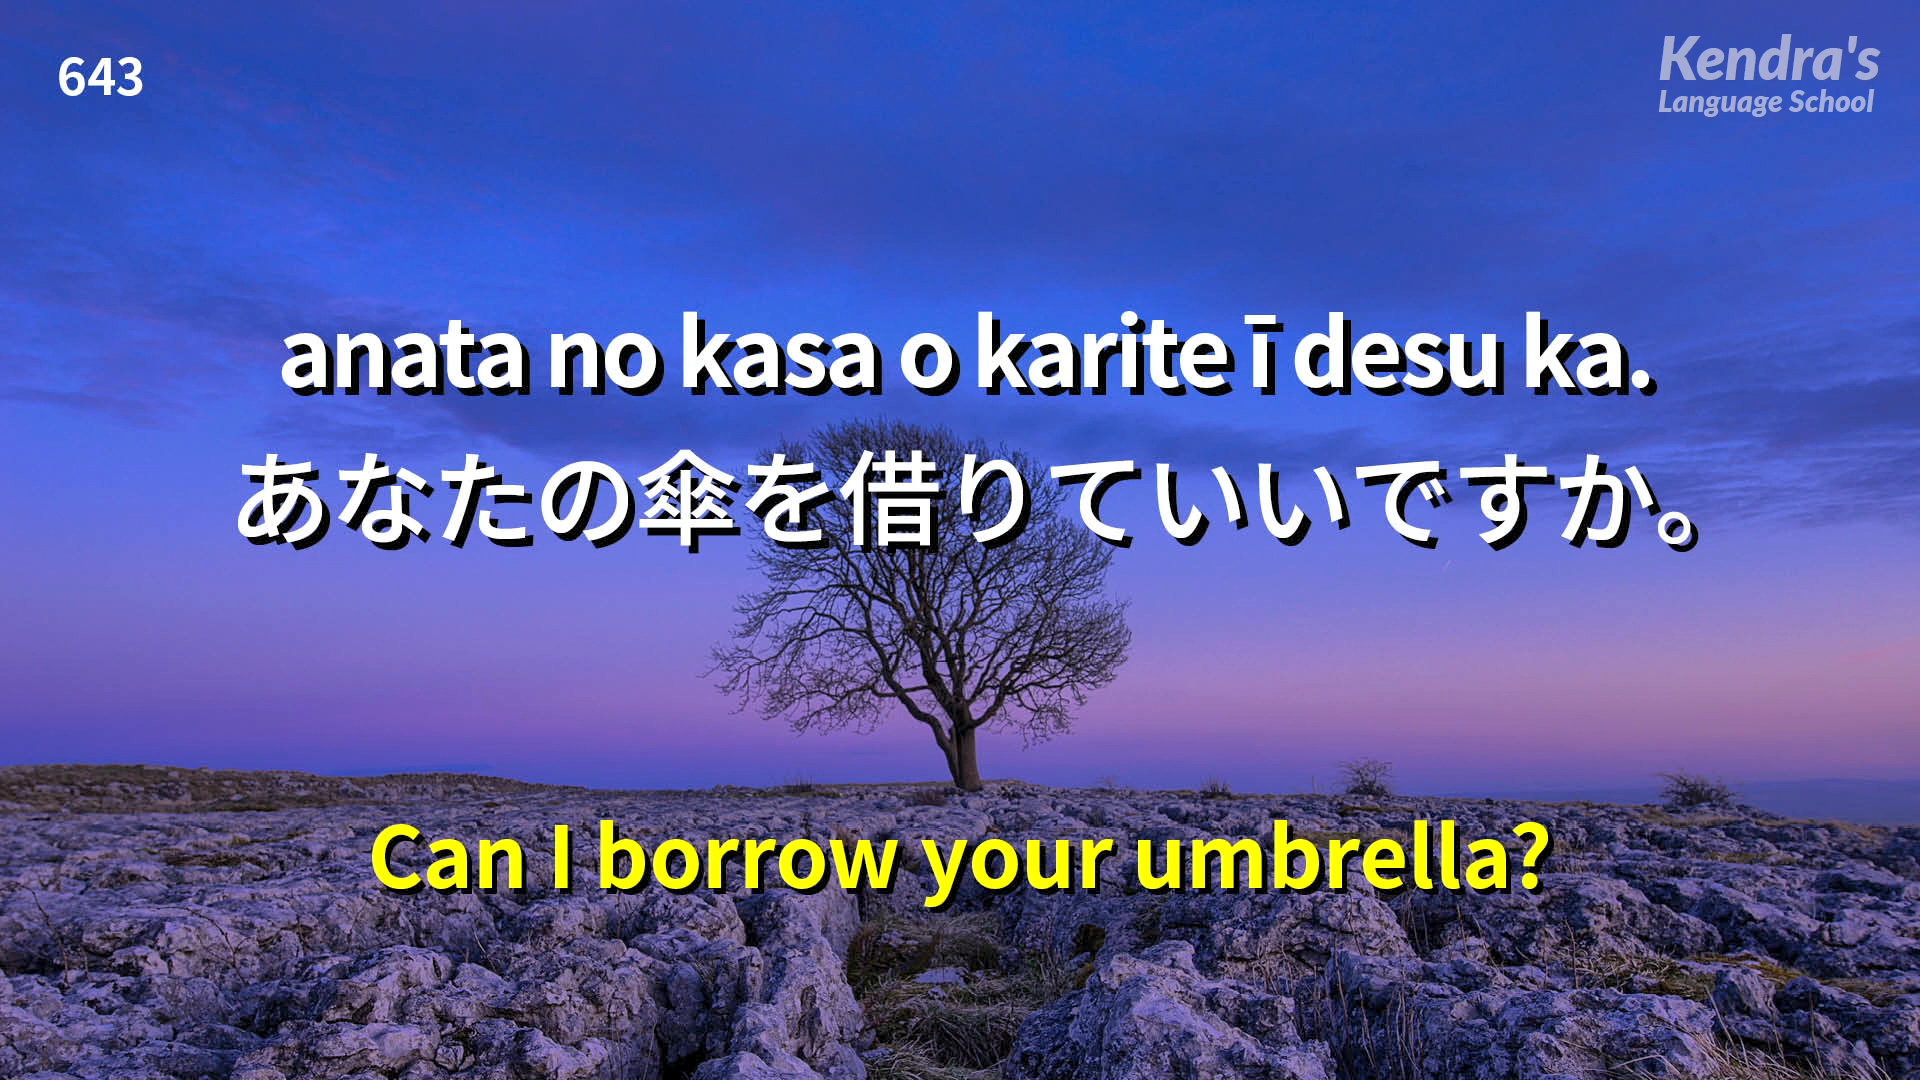 643
Kendra's
Language School
anata no kasa o karite ī desu ka.
あなたの傘を借りていいですか。
Can I borrow your umbrella?